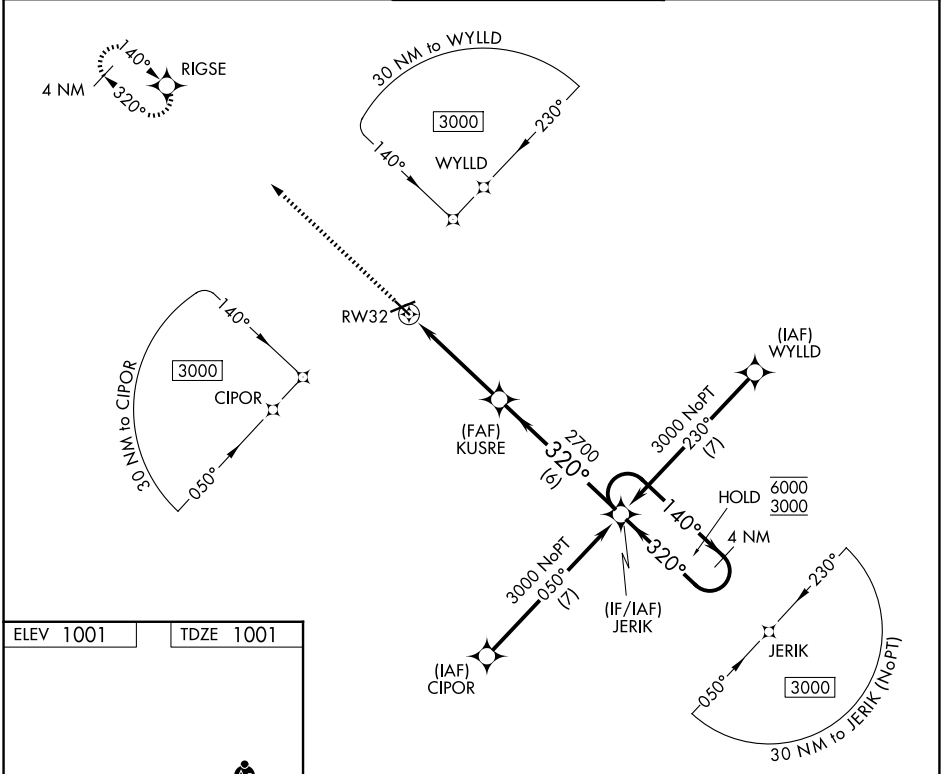 140°
RIGSE
4 NM
320°
30 NM to WYLLD
3000
230°
140°
WYLLD
RW32
140°
3000
CIPOR
30 NM to CIPOR
050°
(IAF)
WYLLD
(FAF)
KUSRE
2700
320°
(6)
3000 NoPT
230°
(7)
HOLD
6000
3000
140°
4 NM
320°
3000 NoPT
050°
(7)
(IF/IAF)
JERIK
(IAF)
CIPOR
230°
JERIK
050°
3000
30 NM to JERIK (NoPT)
ELEV 1001
TDZE 1001